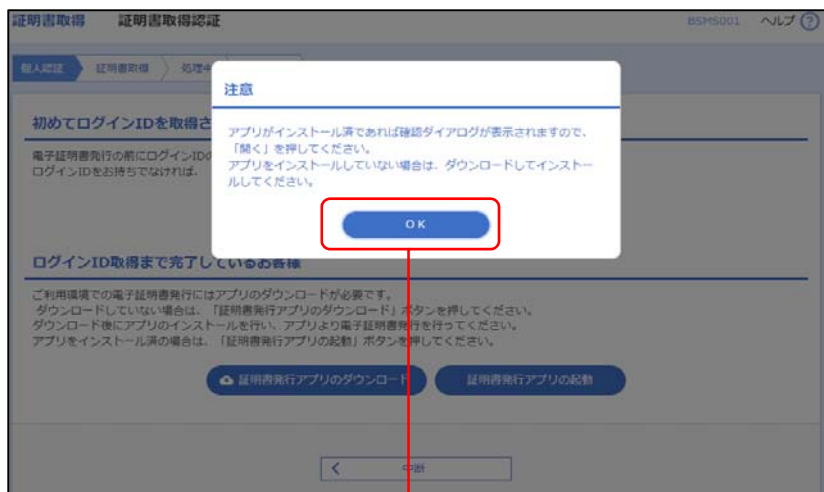 証明書取得 証明書取得認証 BSMS001 ヘルプ ?
個人認証 証明書取得 処理中
注意
アプリがインストール済であれば確認ダイアログが表示されますので、
「開く」を押してください。
アプリをインストールしていない場合は、ダウンロードしてインストー
ルしてください。
OK
初めてログインIDを取得さ
電子証明書発行の前にログインIDの
ログインIDをお持ちでなければ、
ログインID取得まで完了しているお客様
ご利用環境での電子証明書発行にはアプリのダウンロードが必要です。
ダウンロードしていない場合は、「証明書発行アプリのダウンロード」ボタンを押してください。
ダウンロード後にアプリのインストールを行い、アプリより電子証明書発行を行ってください。
アプリをインストール済の場合は、「証明書発行アプリの起動」ボタンを押してください。
証明書発行アプリのダウンロード 証明書発行アプリの起動
中断